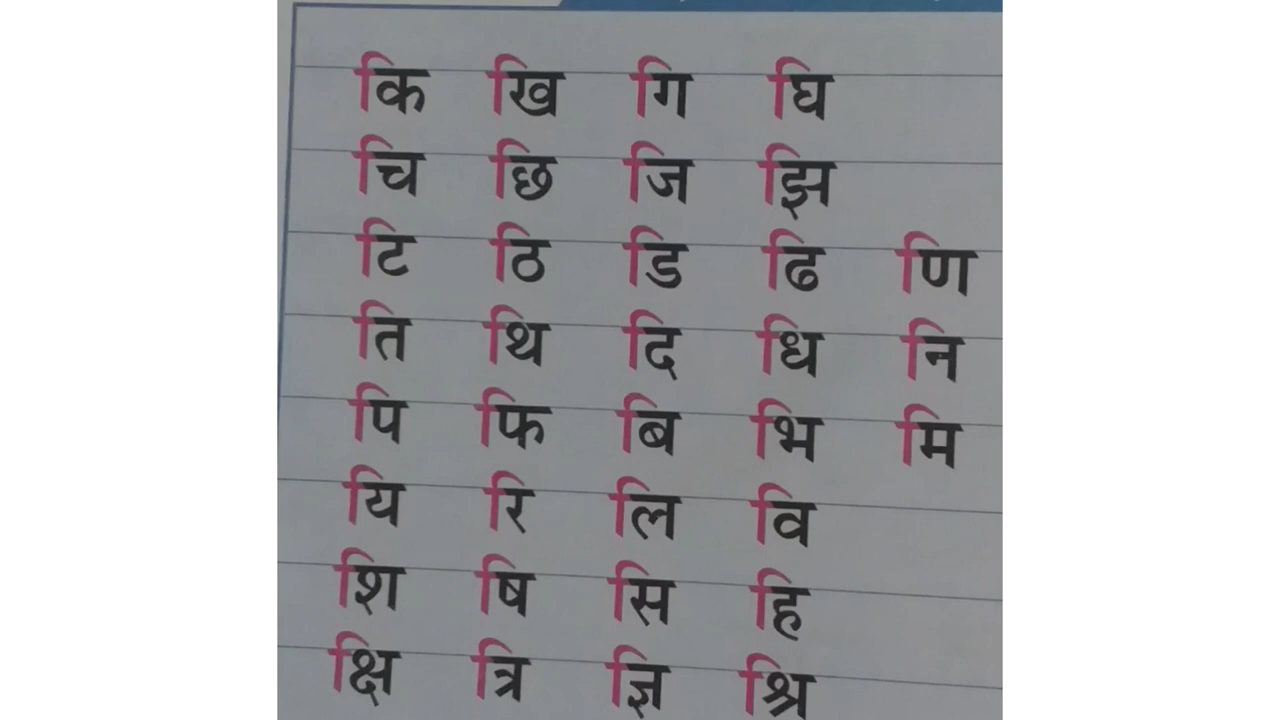 कि खि गि घि
चि छि जि झि
टि ठि डि ढि णि
ति थि दि धि नि
पि फि बि भि मि
यि रि लि वि
शि षि सि हि
क्षि त्रि ज्ञि श्रि